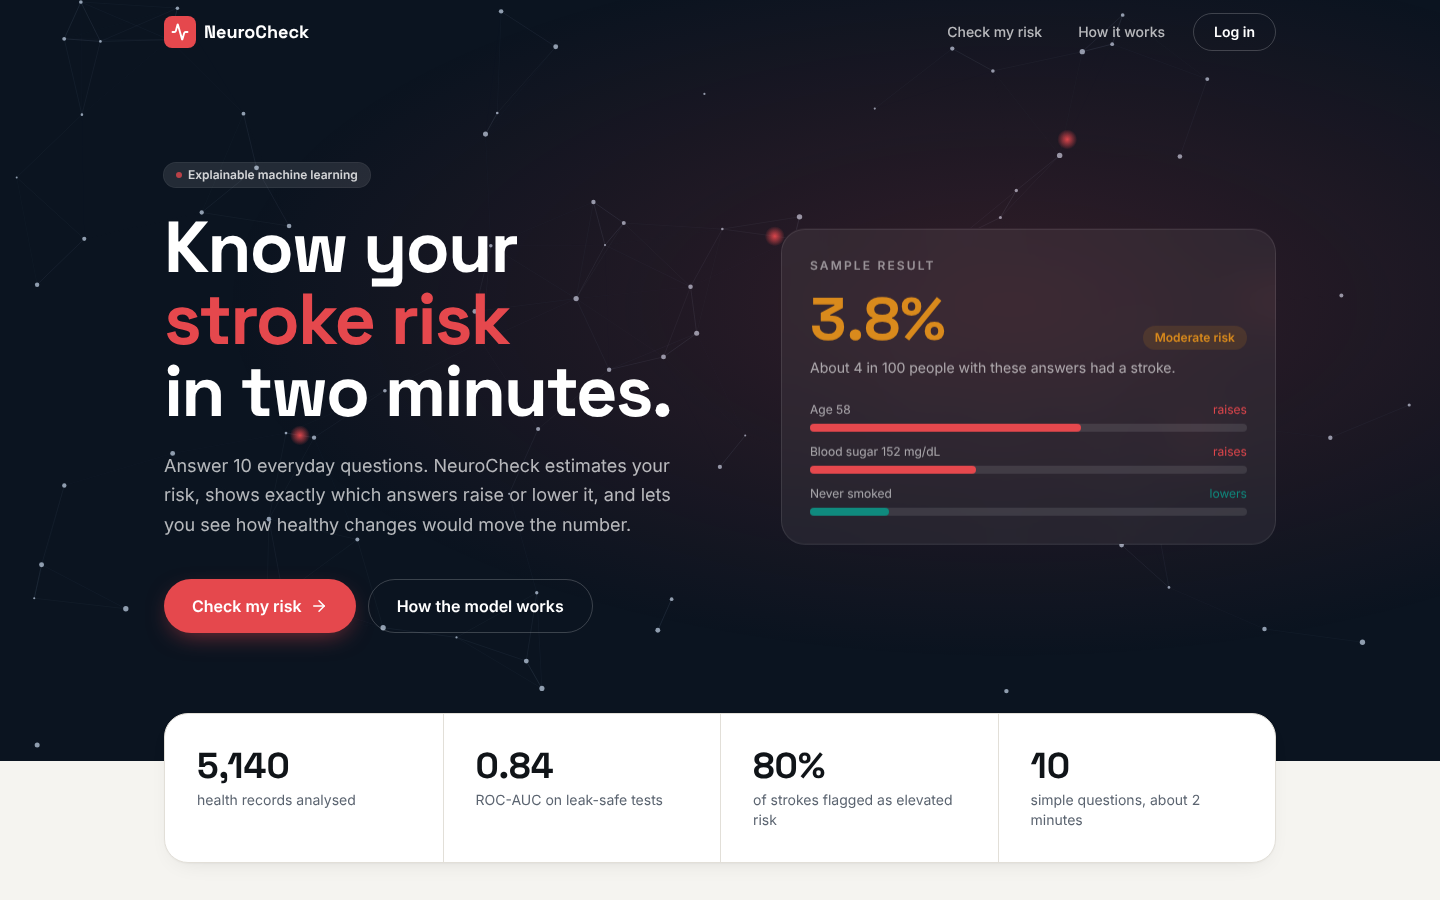 NeuroCheck
Check my risk
How it works
Log in
Explainable machine learning
Know your
stroke risk
in two minutes.
Answer 10 everyday questions. NeuroCheck estimates your
risk, shows exactly which answers raise or lower it, and lets
you see how healthy changes would move the number.
Check my risk
How the model works
SAMPLE RESULT
3.8%
Moderate risk
About 4 in 100 people with these answers had a stroke.
Age 58
raises
Blood sugar 152 mg/dL
raises
Never smoked
lowers
5,140
health records analysed
0.84
ROC-AUC on leak-safe tests
80%
of strokes flagged as elevated
risk
10
simple questions, about 2
minutes